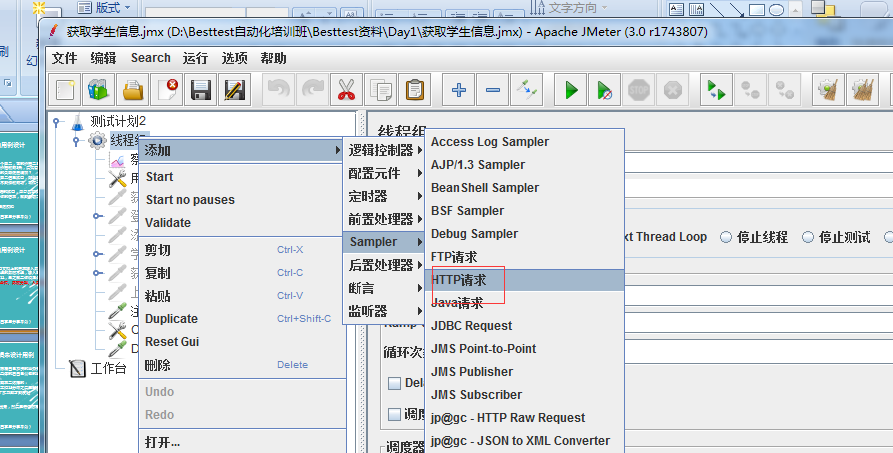 版式
文字方向
获取学生信息.jmx (D:\Besttest自动化培训班\Besttest资料\Day1\获取学生信息.jmx) - Apache JMeter (3.0 r1743807)
文件 编辑 Search 运行 选项 帮助
STOP
测试计划2
线程组
工作台
添加
Start
Start no pauses
Validate
剪切 Ctrl-X
复制 Ctrl-C
粘贴 Ctrl-V
Duplicate Ctrl+Shift-C
Reset Gui
删除 Delete
Undo
Redo
打开...
逻辑控制器
配置元件
定时器
前置处理器
Sampler
后置处理器
断言
监听器
Access Log Sampler
AJP/1.3 Sampler
BeanShell Sampler
BSF Sampler
Debug Sampler
FTP请求
HTTP请求
Java请求
JDBC Request
JMS Point-to-Point
JMS Publisher
JMS Subscriber
jp@gc - HTTP Raw Request
jp@gc - JSON to XML Converter
线程组
ext Thread Loop 停止线程 停止测试
循环次
Dela
调度
调度器